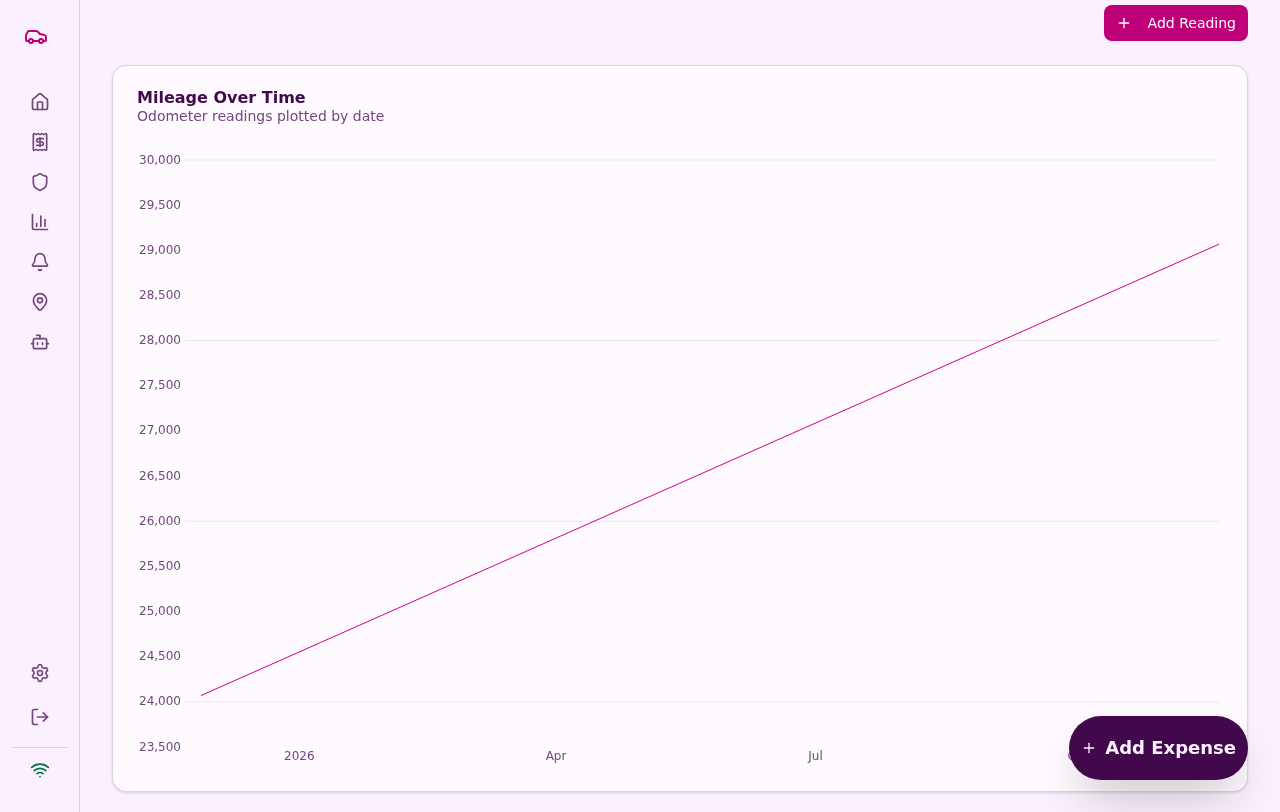 Add Reading
Mileage Over Time
Odometer readings plotted by date
30,000
29,500
29,000
28,500
28,000
27,500
27,000
26,500
26,000
25,500
25,000
24,500
24,000
23,500
2026
Apr
Jul
Add Expense